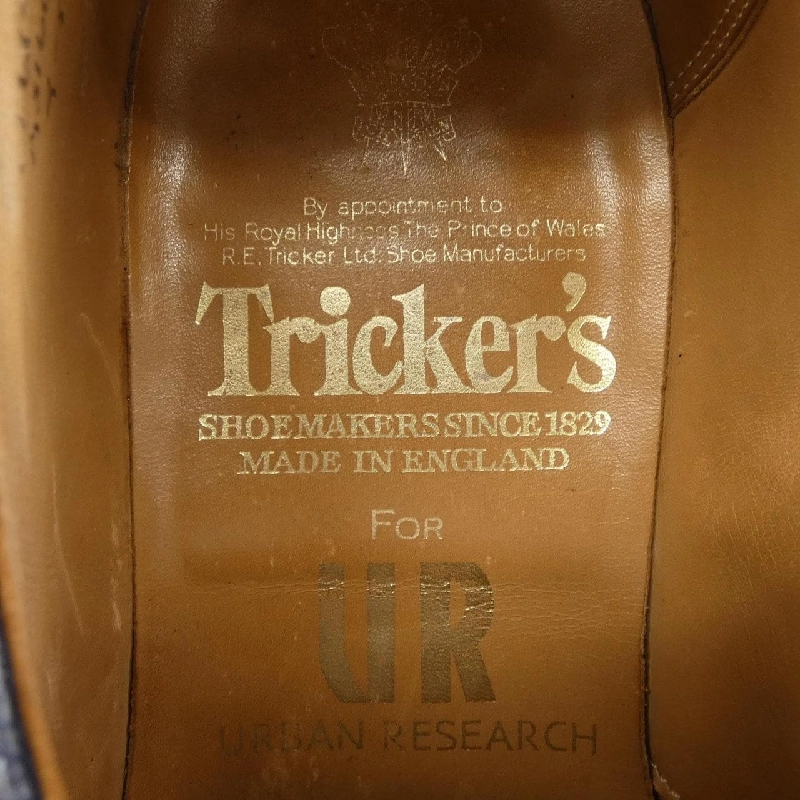 By appointment to
His Royal Highness The Prince of Wales
R.E. Tricker Ltd. Shoe Manufacturers
Tricker's
SHOEMAKERS SINCE 1829
MADE IN ENGLAND
FOR
UR
URBAN RESEARCH